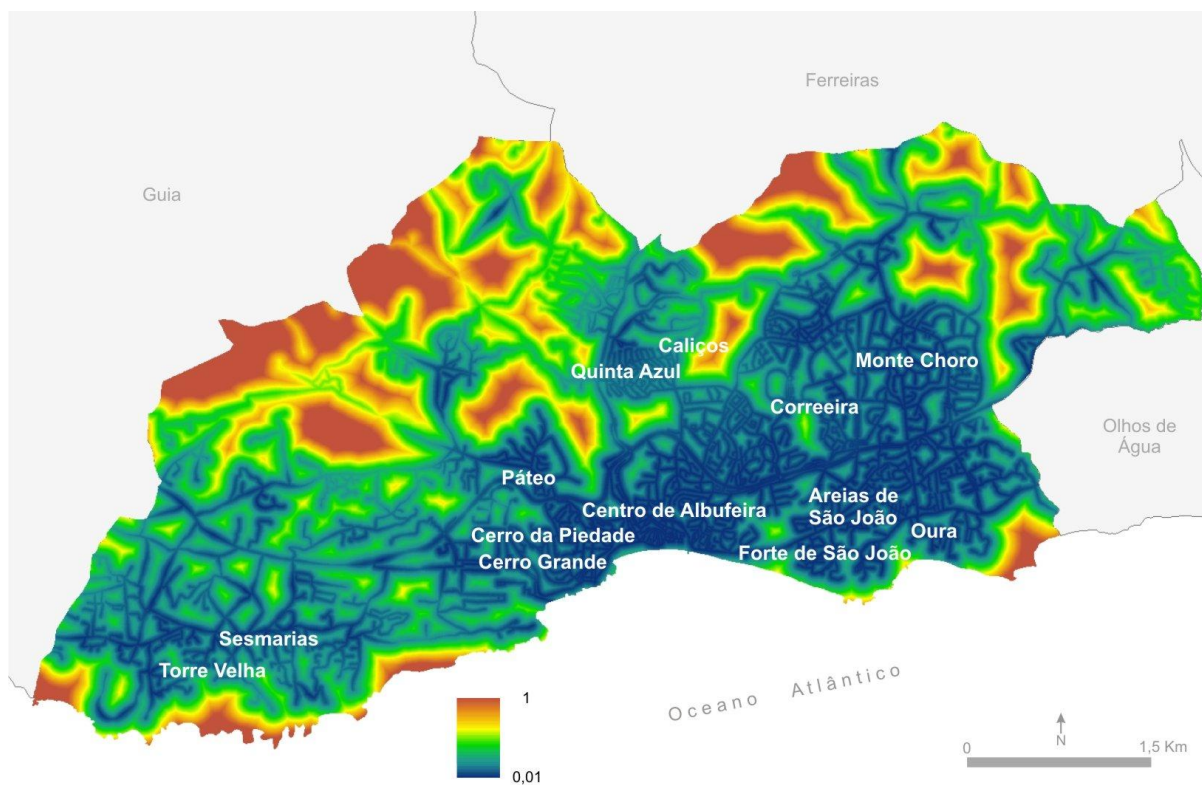 Ferreiras
Guia
Caliços
Monte Choro
Quinta Azul
Correeira
Olhos de
Água
Páteo
Areias de
São João
Centro de Albufeira
Oura
Cerro da Piedade
Forte de São João
Cerro Grande
Sesmarias
Torre Velha
Oceano Atlântico
1
0,01
N
0
1,5 Km